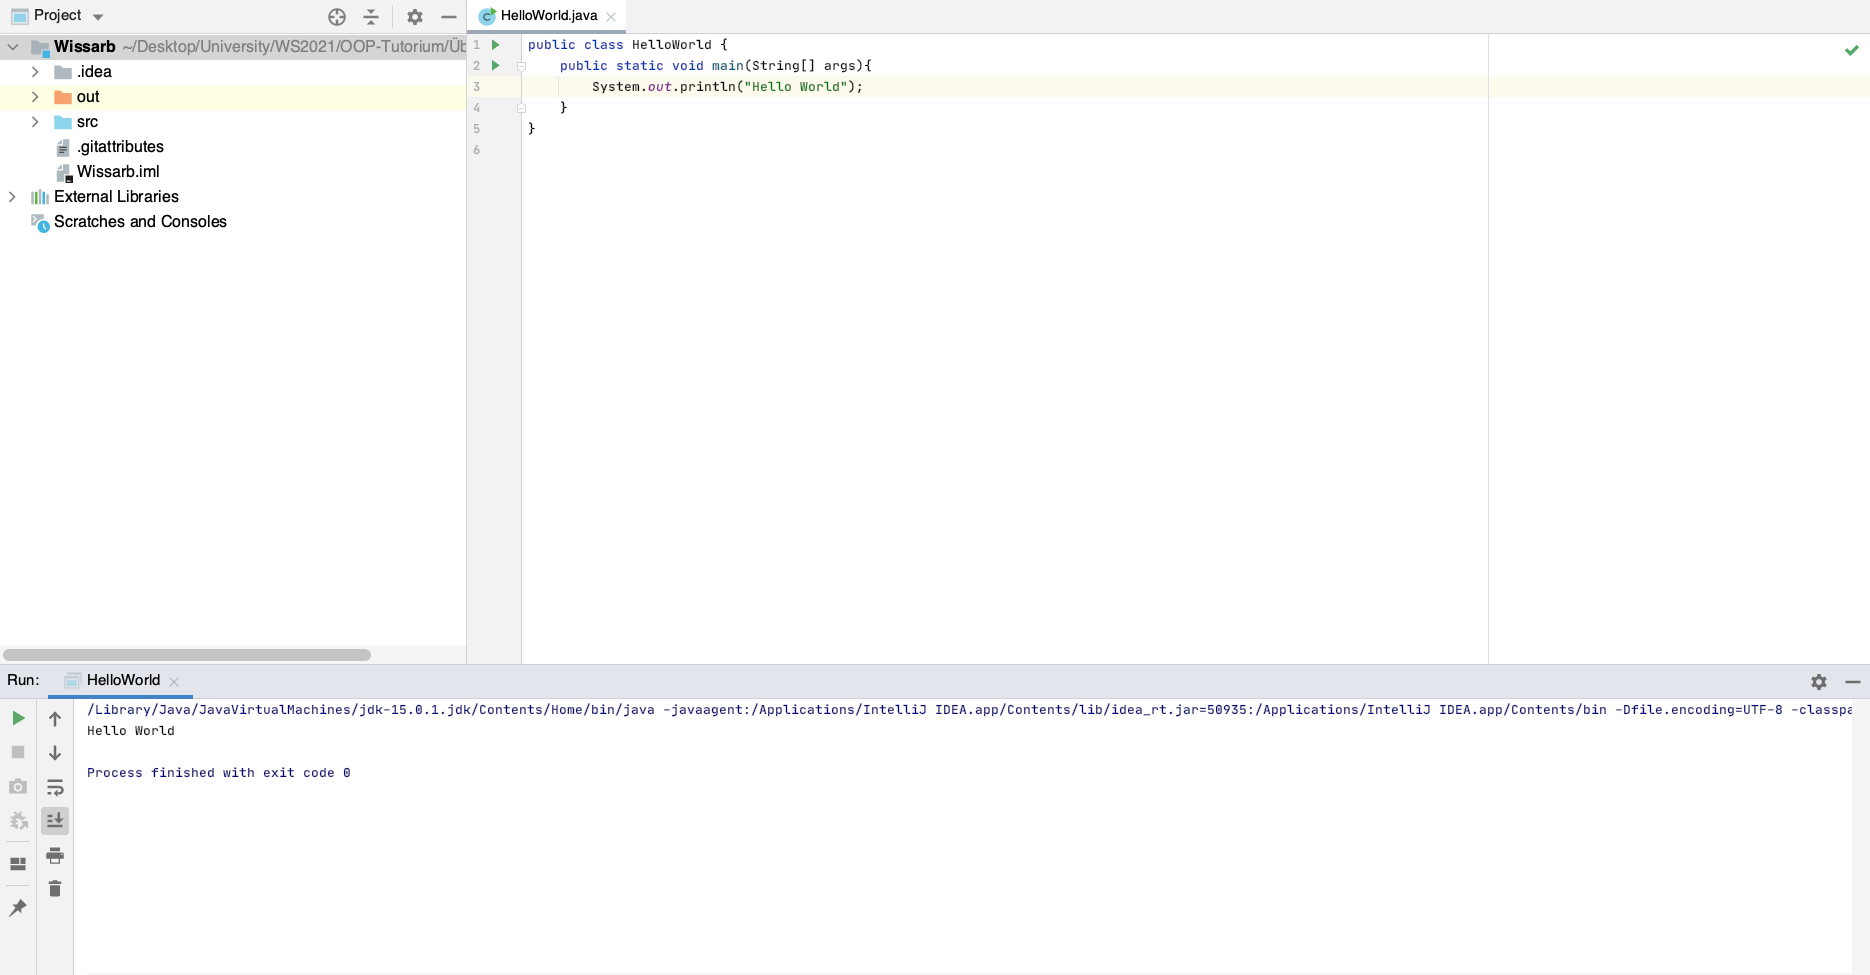 Project
Wissarb ~/Desktop/University/WS2021/OOP-Tutorium/Üb
.idea
out
src
.gitattributes
Wissarb.iml
External Libraries
Scratches and Consoles
HelloWorld.java
1 public class HelloWorld {
2 public static void main(String[] args){
3 System.out.println("Hello World");
4 }
5 }
6
Run: HelloWorld
/Library/Java/JavaVirtualMachines/jdk-15.0.1.jdk/Contents/Home/bin/java -javaagent:/Applications/IntelliJ IDEA.app/Contents/lib/idea_rt.jar=50935:/Applications/IntelliJ IDEA.app/Contents/bin -Dfile.encoding=UTF-8 -classpa
Hello World
Process finished with exit code 0